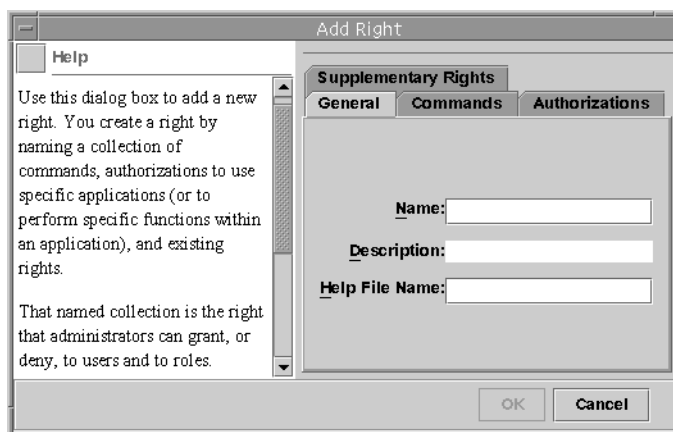 Add Right
Help
Use this dialog box to add a new
right. You create a right by
naming a collection of
commands, authorizations to use
specific applications (or to
perform specific functions within
an application), and existing
rights.
That named collection is the right
that administrators can grant, or
deny, to users and to roles.
Supplementary Rights
General Commands Authorizations
Name:
Description:
Help File Name:
OK Cancel